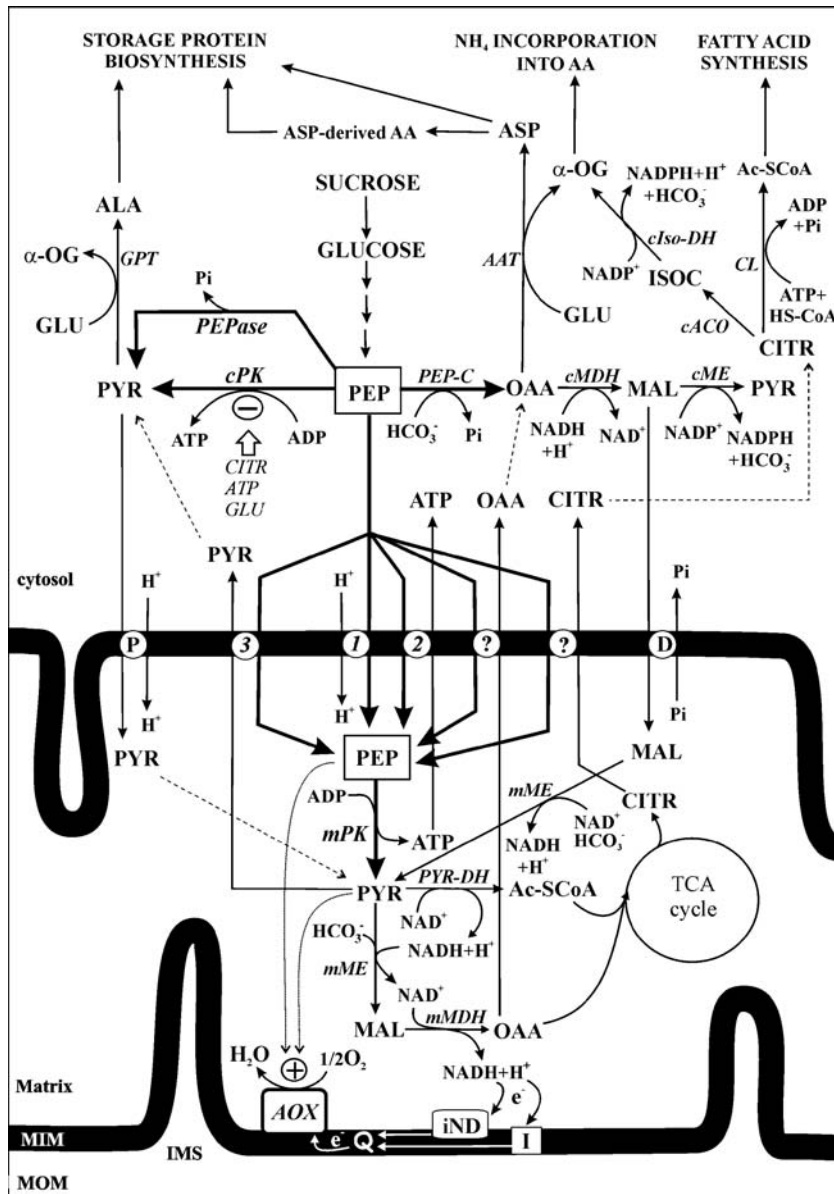 STORAGE PROTEIN
BIOSYNTHESIS
NH₄ INCORPORATION
INTO AA
FATTY ACID
SYNTHESIS
ASP-derived AA
ASP
SUCROSE
α-OG
NADPH+H⁺
+HCO₃⁻
Ac-SCoA
ALA
GLUCOSE
ADP
+Pi
α-OG
GPT
AAT
cIso-DH
NADP⁺
ISOC
CL
ATP+
HS-CoA
Pi
GLU
PEPase
GLU
cACO
CITR
PYR
cPK
PEP
PEP-C
OAA
cMDH
MAL
cME
PYR
−
ATP
ADP
HCO₃⁻
Pi
NADH
+H⁺
NAD⁺
NADP⁺
NADPH
+HCO₃⁻
CITR
ATP
GLU
ATP
OAA
CITR
PYR
cytosol
H⁺
H⁺
Pi
P
3
1
2
?
?
D
H⁺
H⁺
Pi
PYR
PEP
MAL
ADP
mME
CITR
mPK
ATP
NADH
+H⁺
NAD⁺
HCO₃⁻
PYR
PYR-DH
Ac-SCoA
TCA
cycle
NAD⁺
HCO₃⁻
NADH+H⁺
mME
NAD⁺
mMDH
MAL
OAA
H₂O
+
1/2O₂
NADH+H⁺
e⁻
Matrix
AOX
iND
MIM
IMS
e⁻
Q
I
MOM